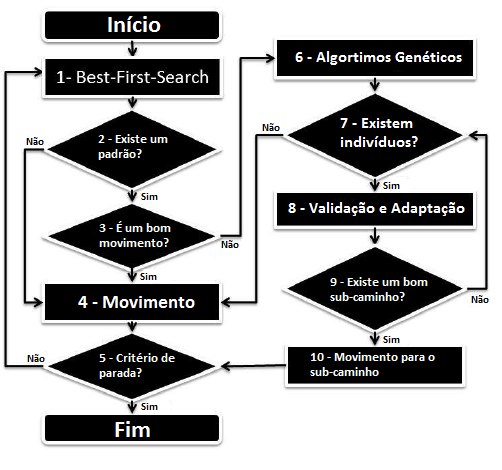 Início
1- Best-First-Search
2 - Existe um
padrão?
Não
Sim
3 - É um bom
movimento?
Não
Sim
4 - Movimento
5 - Critério de
parada?
Não
Sim
Fim
6 - Algortimos Genéticos
7 - Existem
indivíduos?
Não
Sim
8 - Validação e Adaptação
9 - Existe um bom
sub-caminho?
Não
Sim
10 - Movimento para o
sub-caminho